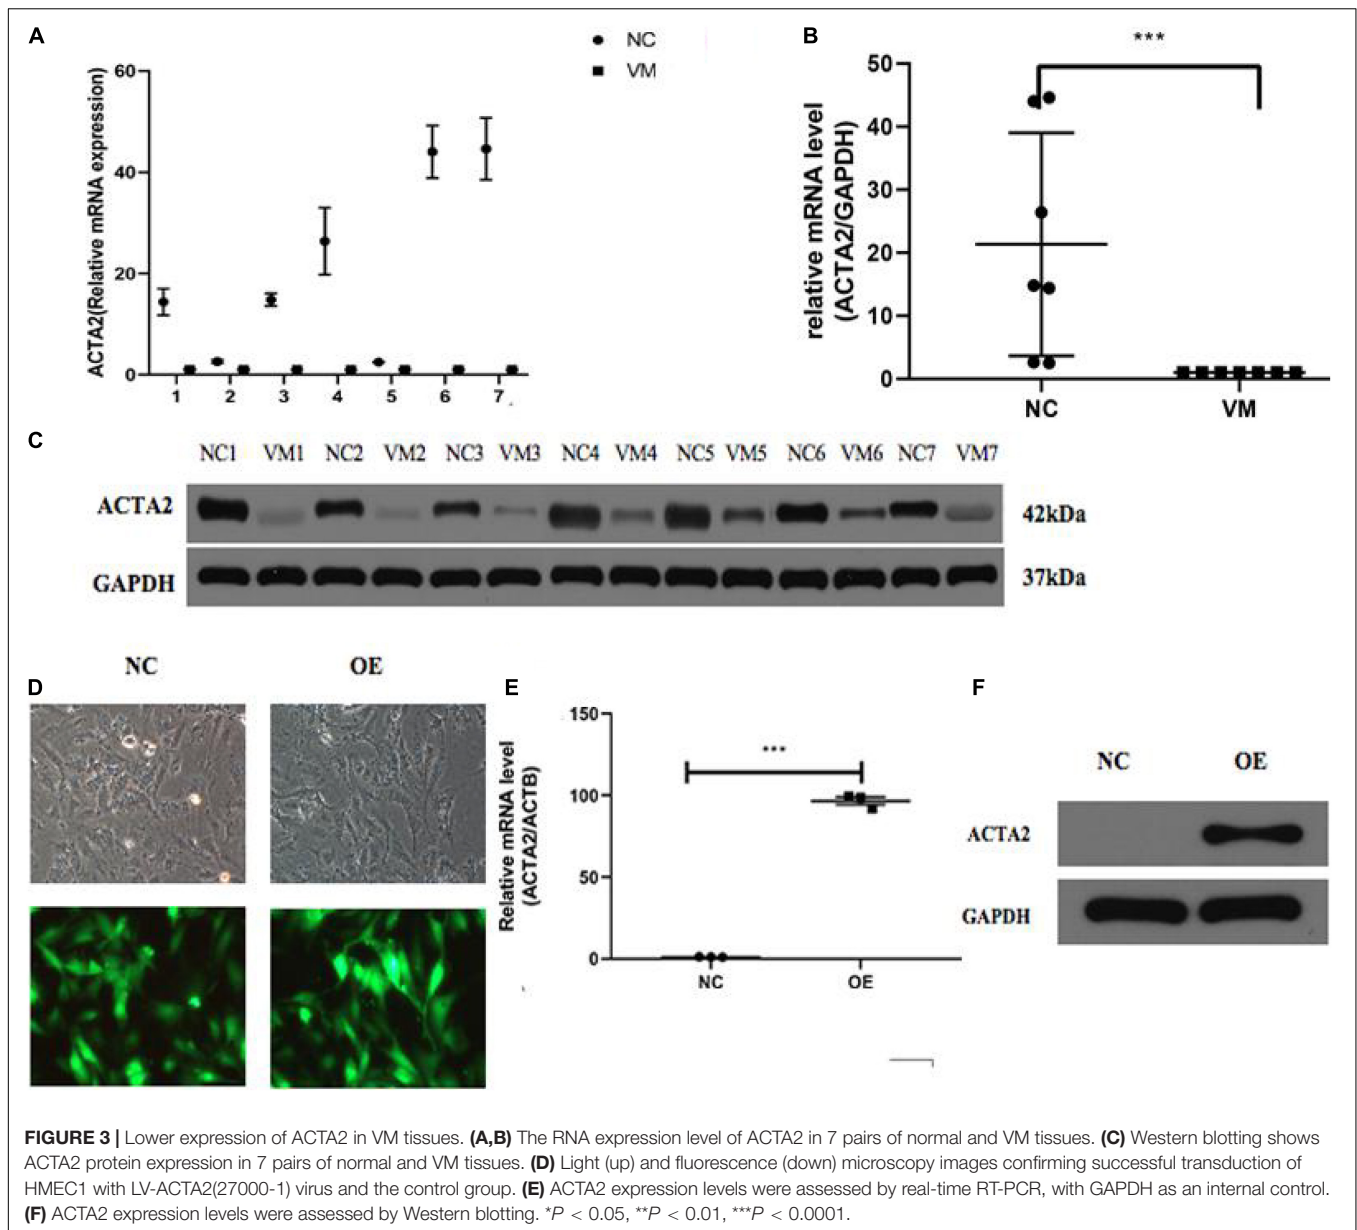 A
NC
VM
ACTA2(Relative mRNA expression)
60
40
20
0
1 2 3 4 5 6 7
B
***
relative mRNA level
(ACTA2/GAPDH)
50
40
30
20
10
0
NC VM
C
NC1 VM1 NC2 VM2 NC3 VM3 NC4 VM4 NC5 VM5 NC6 VM6 NC7 VM7
ACTA2 42kDa
GAPDH 37kDa
D
NC OE
E
***
Relative mRNA level
(ACTA2/ACTB)
150
100
50
0
NC OE
F
NC OE
ACTA2
GAPDH
FIGURE 3 | Lower expression of ACTA2 in VM tissues. (A,B) The RNA expression level of ACTA2 in 7 pairs of normal and VM tissues. (C) Western blotting shows
ACTA2 protein expression in 7 pairs of normal and VM tissues. (D) Light (up) and fluorescence (down) microscopy images confirming successful transduction of
HMEC1 with LV-ACTA2(27000-1) virus and the control group. (E) ACTA2 expression levels were assessed by real-time RT-PCR, with GAPDH as an internal control.
(F) ACTA2 expression levels were assessed by Western blotting. *P < 0.05, **P < 0.01, ***P < 0.0001.